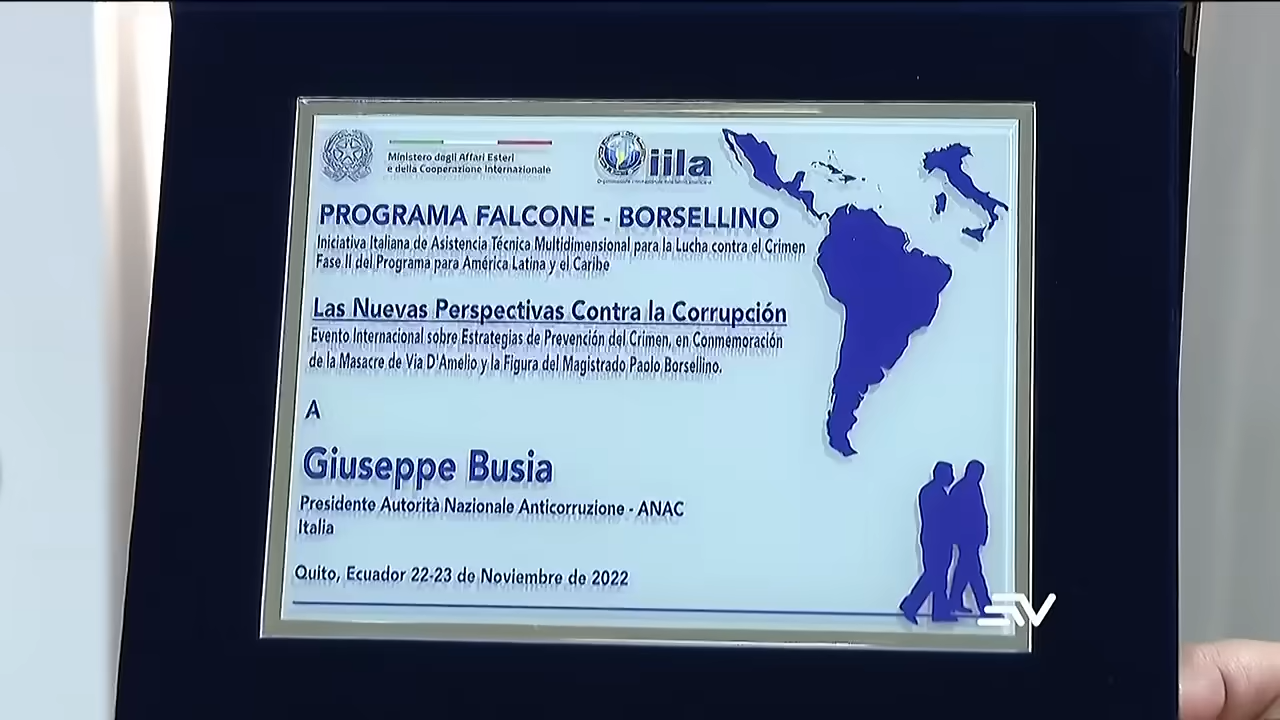 Ministero degli Affari Esteri
e della Cooperazione Internazionale
iila
PROGRAMA FALCONE - BORSELLINO
Iniciativa Italiana de Asistencia Técnica Multidimensional para la Lucha contra el Crimen
Fase II del Programa para América Latina y el Caribe
Las Nuevas Perspectivas Contra la Corrupción
Evento Internacional sobre Estrategias de Prevención del Crimen, en Conmemoración
de la Masacre de Via D'Amelio y la Figura del Magistrado Paolo Borsellino.
A
Giuseppe Busia
Presidente Autorità Nazionale Anticorruzione - ANAC
Italia
Quito, Ecuador 22-23 de Noviembre de 2022